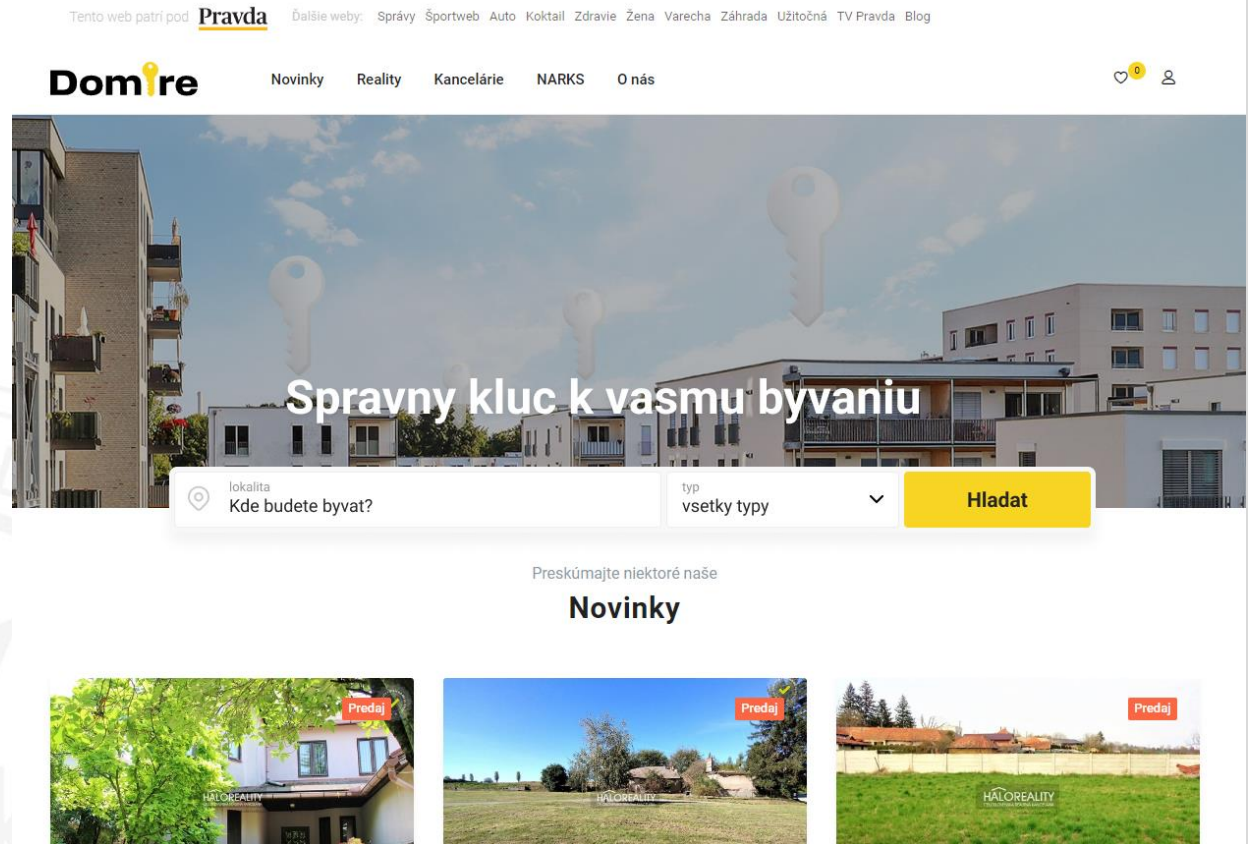 Tento web patrí pod Pravda Ďalšie weby: Správy Športweb Auto Koktail Zdravie Žena Varecha Záhrada Užitočná TV Pravda Blog
Domire Novinky Reality Kancelárie NARKS O nás 0
Spravny kluc k vasmu byvaniu
lokalita
Kde budete byvat?
typ
vsetky typy
Hladat
Preskúmajte niektoré naše
Novinky
Predaj
Predaj
Predaj
HALOREALITY
HALOREALITY
HALOREALITY